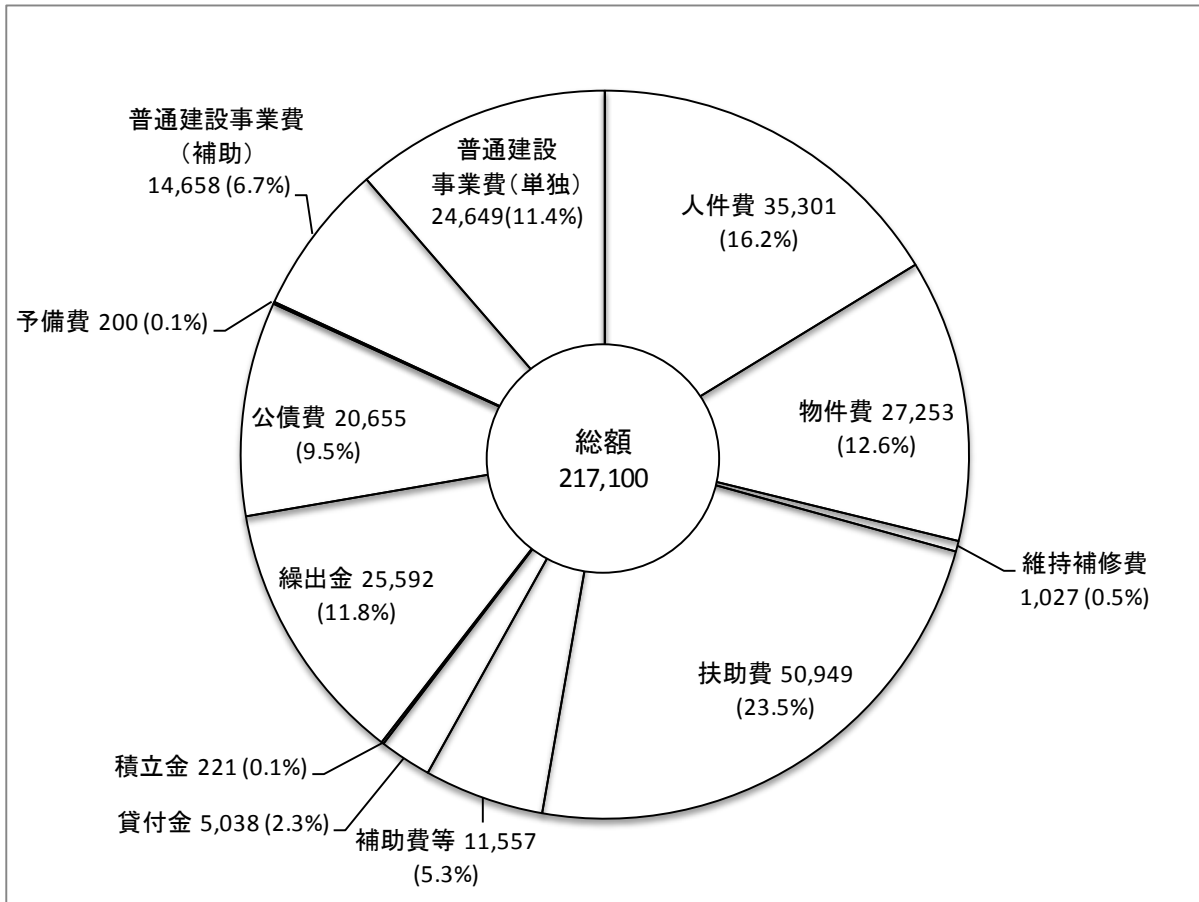 普通建設事業費
（補助）
14,658 (6.7%)
普通建設
事業費（単独）
24,649(11.4%)
人件費 35,301
(16.2%)
物件費 27,253
(12.6%)
維持補修費
1,027 (0.5%)
扶助費 50,949
(23.5%)
補助費等 11,557
(5.3%)
貸付金 5,038 (2.3%)
積立金 221 (0.1%)
繰出金 25,592
(11.8%)
公債費 20,655
(9.5%)
予備費 200 (0.1%)
総額
217,100